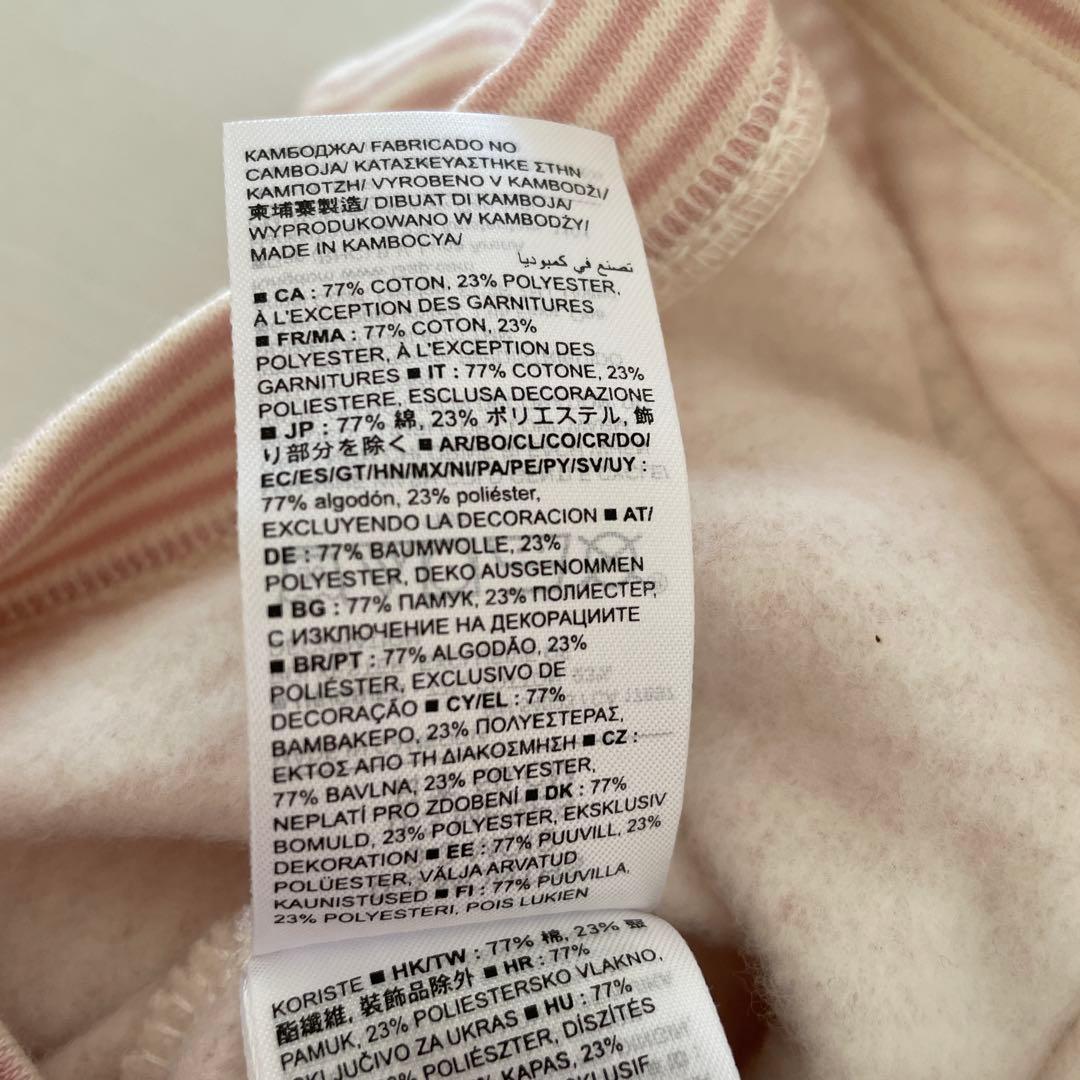 КАМБОДЖА/ FABRICADO NO
CAMBOJA/ ΚΑΤΑΣΚΕΥΑΣΤΗΚΕ ΣΤΗΝ
ΚΑΜΠΟΤΖΗ/ VYROBENO V KAMBODŽI/
柬埔寨製造/ DIBUAT DI KAMBOJA/
WYPRODUKOWANO W KAMBODŻY/
MADE IN KAMBOCYA/
تصنع في كمبوديا
■ CA : 77% COTON, 23% POLYESTER,
À L'EXCEPTION DES GARNITURES
■ FR/MA : 77% COTON, 23%
POLYESTER, À L'EXCEPTION DES
GARNITURES ■ IT : 77% COTONE, 23%
POLIESTERE, ESCLUSA DECORAZIONE
■ JP : 77% 綿, 23% ポリエステル, 飾
り部分を除く ■ AR/BO/CL/CO/CR/DO/
EC/ES/GT/HN/MX/NI/PA/PE/PY/SV/UY :
77% algodón, 23% poliéster,
EXCLUYENDO LA DECORACION ■ AT/
DE : 77% BAUMWOLLE, 23%
POLYESTER, DEKO AUSGENOMMEN
■ BG : 77% ПАМУК, 23% ПОЛИЕСТЕР,
С ИЗКЛЮЧЕНИЕ НА ДЕКОРАЦИИТЕ
■ BR/PT : 77% ALGODÃO, 23%
POLIÉSTER, EXCLUSIVO DE
DECORAÇÃO ■ CY/EL : 77%
ΒΑΜΒΑΚΕΡΟ, 23% ΠΟΛΥΕΣΤΕΡΑΣ,
ΕΚΤΟΣ ΑΠΟ ΤΗ ΔΙΑΚΟΣΜΗΣΗ ■ CZ :
77% BAVLNA, 23% POLYESTER,
NEPLATÍ PRO ZDOBENÍ ■ DK : 77%
BOMULD, 23% POLYESTER, EKSKLUSIV
DEKORATION ■ EE : 77% PUUVILL, 23%
POLÜESTER, VÄLJA ARVATUD
KAUNISTUSED ■ FI : 77% PUUVILLA,
23% POLYESTERI, POIS LUKIEN
KORISTE ■ HK/TW : 77% 棉, 23% 聚
酯纖維, 裝飾品除外 ■ HR : 77%
PAMUK, 23% POLIESTERSKO VLAKNO,
ISKLJUČIVO ZA UKRAS ■ HU : 77%
POLIÉSZTER, DÍSZÍTÉS
KAPAS, 23%